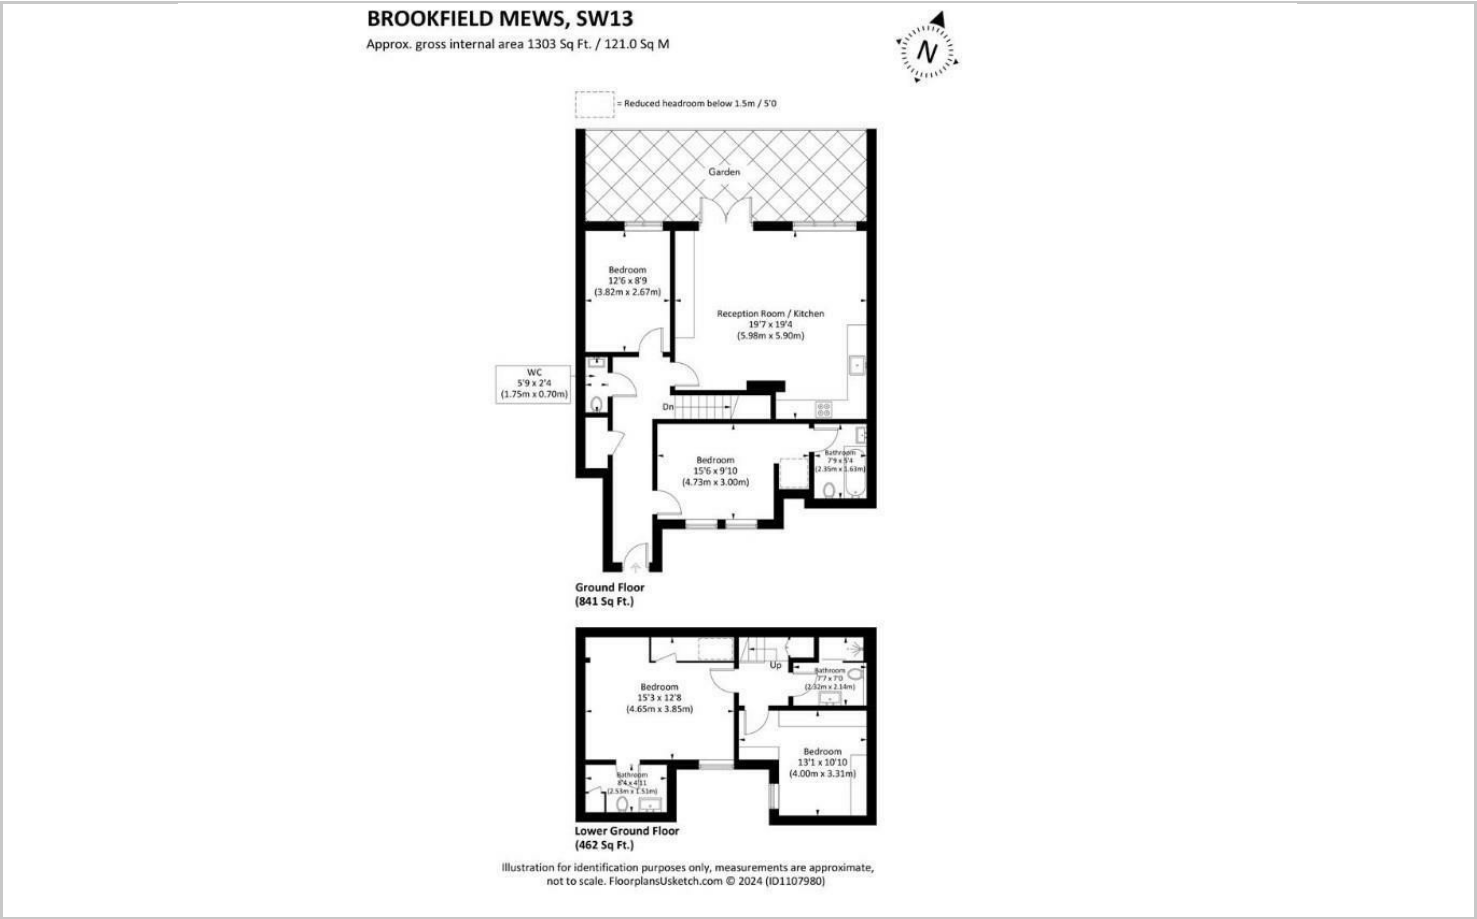 BROOKFIELD MEWS, SW13
Approx. gross internal area 1303 Sq Ft. / 121.0 Sq M
N
= Reduced headroom below 1.5m / 5'0
Garden
Bedroom
12'6 x 8'9
(3.82m x 2.67m)
Reception Room / Kitchen
19'7 x 19'4
(5.98m x 5.90m)
WC
5'9 x 2'4
(1.75m x 0.70m)
Dn
Bedroom
15'6 x 9'10
(4.73m x 3.00m)
Bathroom
7'9 x 5'4
(2.35m x 1.63m)
Ground Floor
(841 Sq Ft.)
Up
Bathroom
7'7 x 7'0
(2.32m x 2.14m)
Bedroom
15'3 x 12'8
(4.65m x 3.85m)
Bedroom
13'1 x 10'10
(4.00m x 3.31m)
Bathroom
8'4 x 4'11
(2.53m x 1.51m)
Lower Ground Floor
(462 Sq Ft.)
Illustration for identification purposes only, measurements are approximate,
not to scale. FloorplansUsketch.com © 2024 (ID1107980)